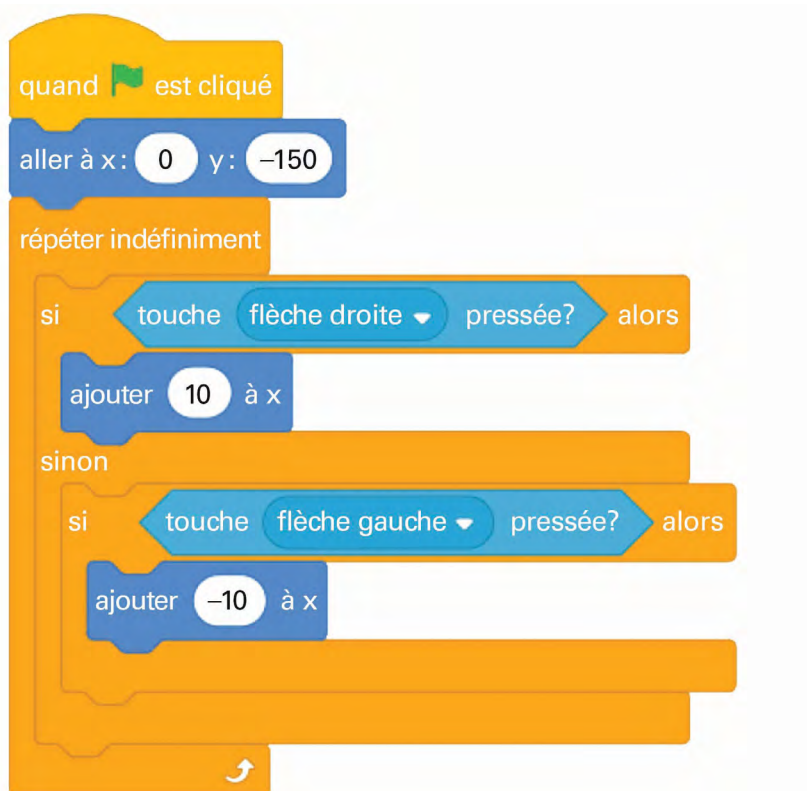 quand est cliqué
aller à x: 0 y: –150
répéter indéfiniment
si touche flèche droite pressée? alors
ajouter 10 à x
sinon
si touche flèche gauche pressée? alors
ajouter –10 à x